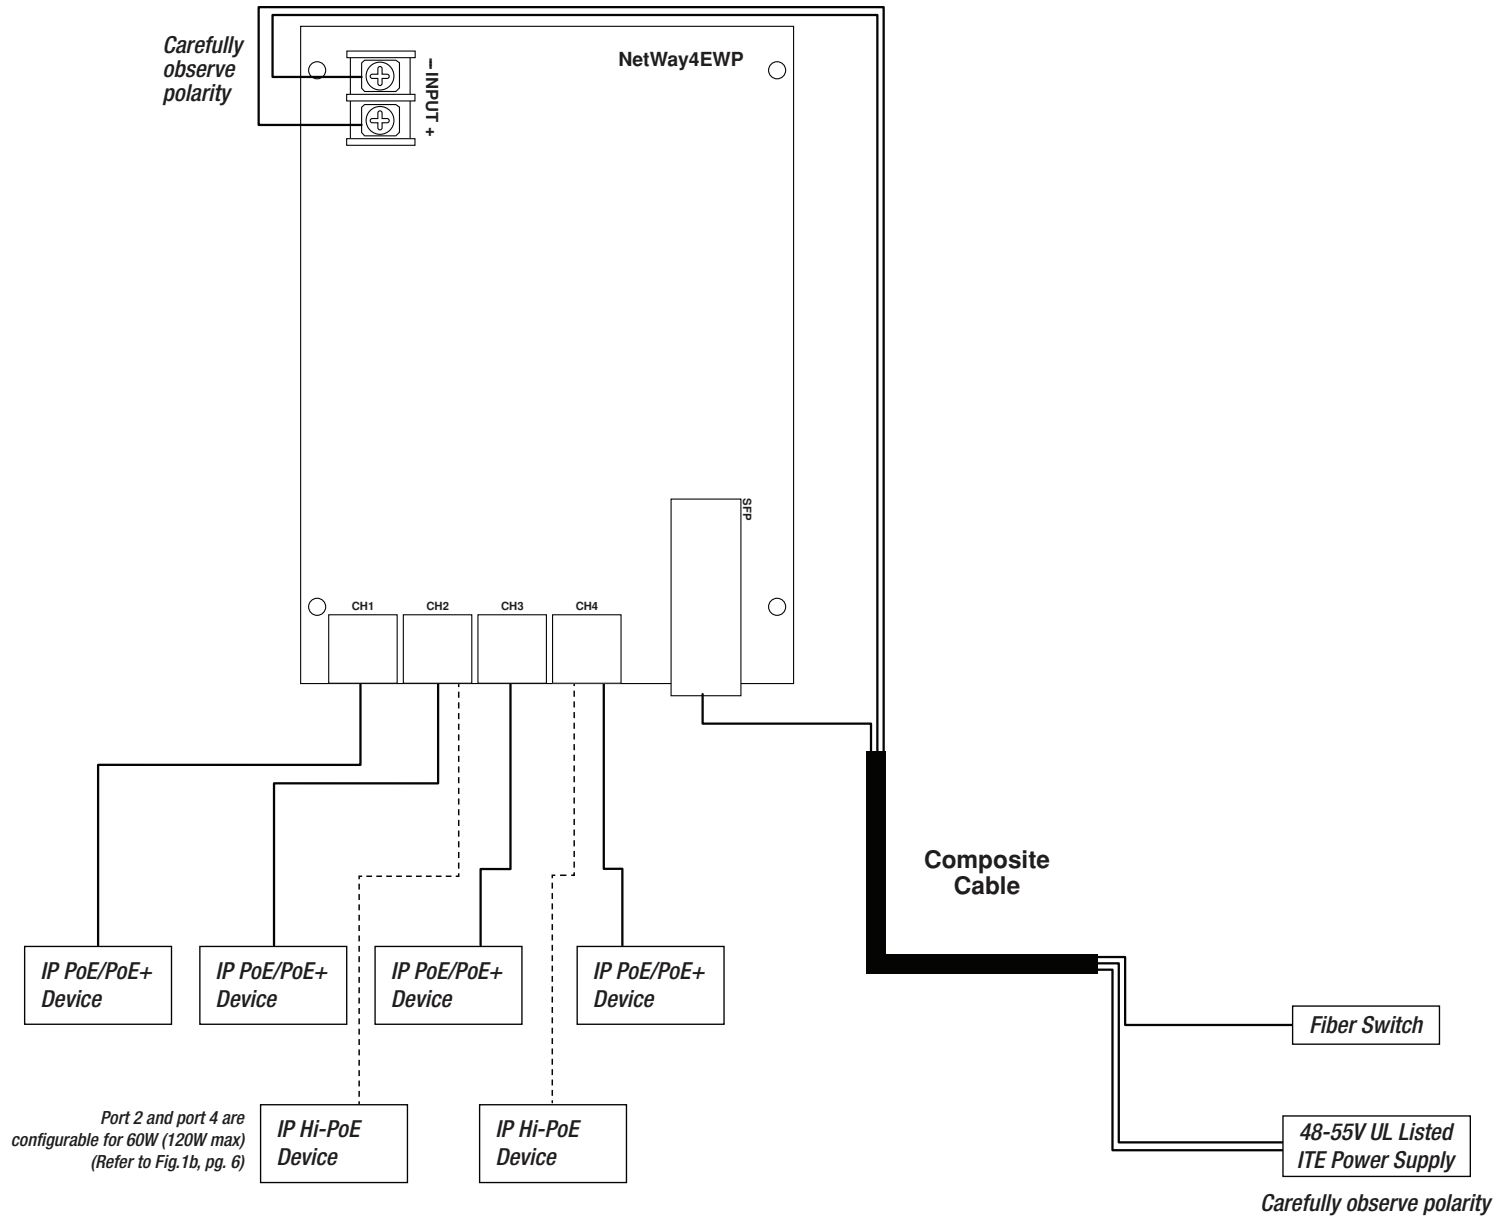 Carefully
observe
polarity
NetWay4EWP
– INPUT +
SFP
CH1
CH2
CH3
CH4
Composite
Cable
IP PoE/PoE+
Device
IP PoE/PoE+
Device
IP PoE/PoE+
Device
IP PoE/PoE+
Device
Fiber Switch
Port 2 and port 4 are
configurable for 60W (120W max)
(Refer to Fig.1b, pg. 6)
IP Hi-PoE
Device
IP Hi-PoE
Device
48-55V UL Listed
ITE Power Supply
Carefully observe polarity